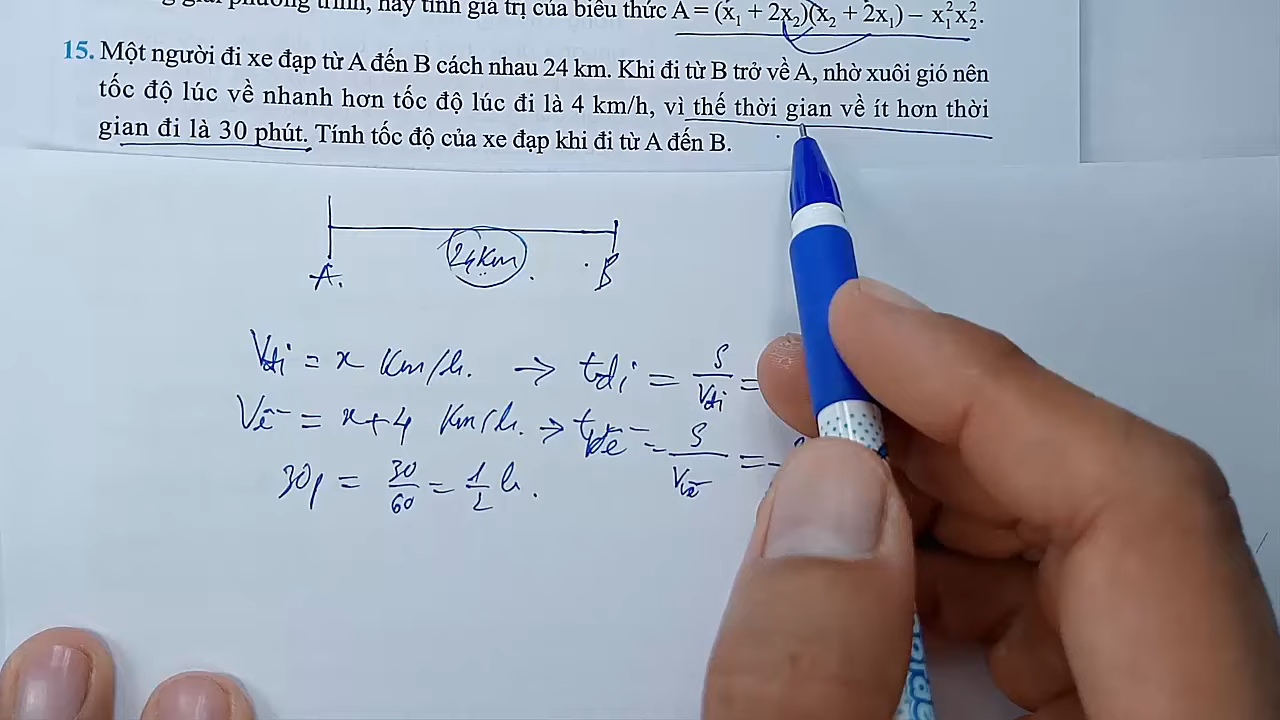 giải phương trình, hãy tính giá trị của biểu thức A = (x₁ + 2x₂)(x₂ + 2x₁) – x₁²x₂².
15. Một người đi xe đạp từ A đến B cách nhau 24 km. Khi đi từ B trở về A, nhờ xuôi gió nên
tốc độ lúc về nhanh hơn tốc độ lúc đi là 4 km/h, vì thế thời gian về ít hơn thời
gian đi là 30 phút. Tính tốc độ của xe đạp khi đi từ A đến B.
A. 24km B
Vđi = x Km/h. → tđi = S/Vđi =
Về = x+4 Km/h. → = S/Về =
30p = 30/60 = 1/2 h.